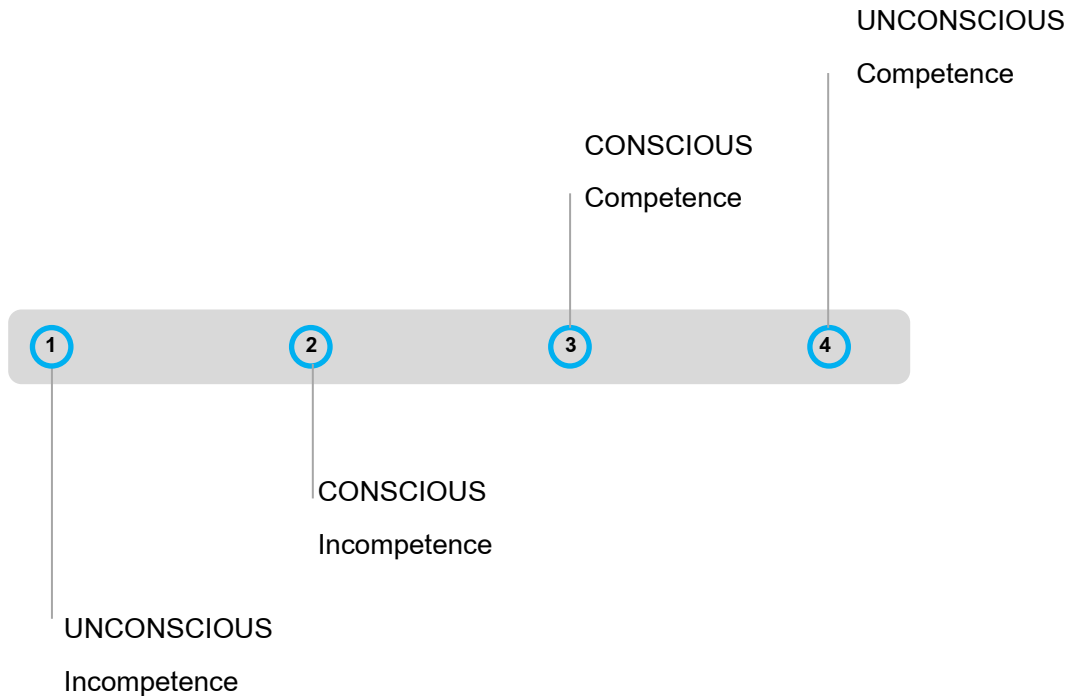 UNCONSCIOUS
Competence
CONSCIOUS
Competence
1
2
3
4
CONSCIOUS
Incompetence
UNCONSCIOUS
Incompetence